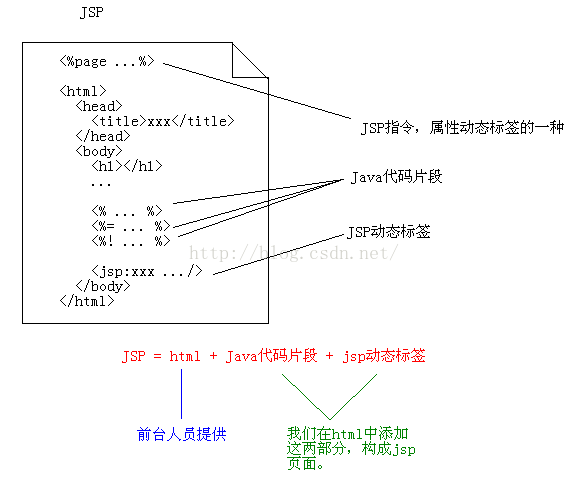 JSP
<%page ...%>
<html>
<head>
<title>xxx</title>
</head>
<body>
<h1></h1>
...
<% ... %>
<%= ... %>
<%! ... %>
<jsp:xxx .../>
</body>
</html>
JSP指令，属性动态标签的一种
Java代码片段
JSP动态标签
http://blog.csdn.net/
JSP = html + Java代码片段 + jsp动态标签
前台人员提供
我们在html中添加
这两部分，构成jsp
页面。